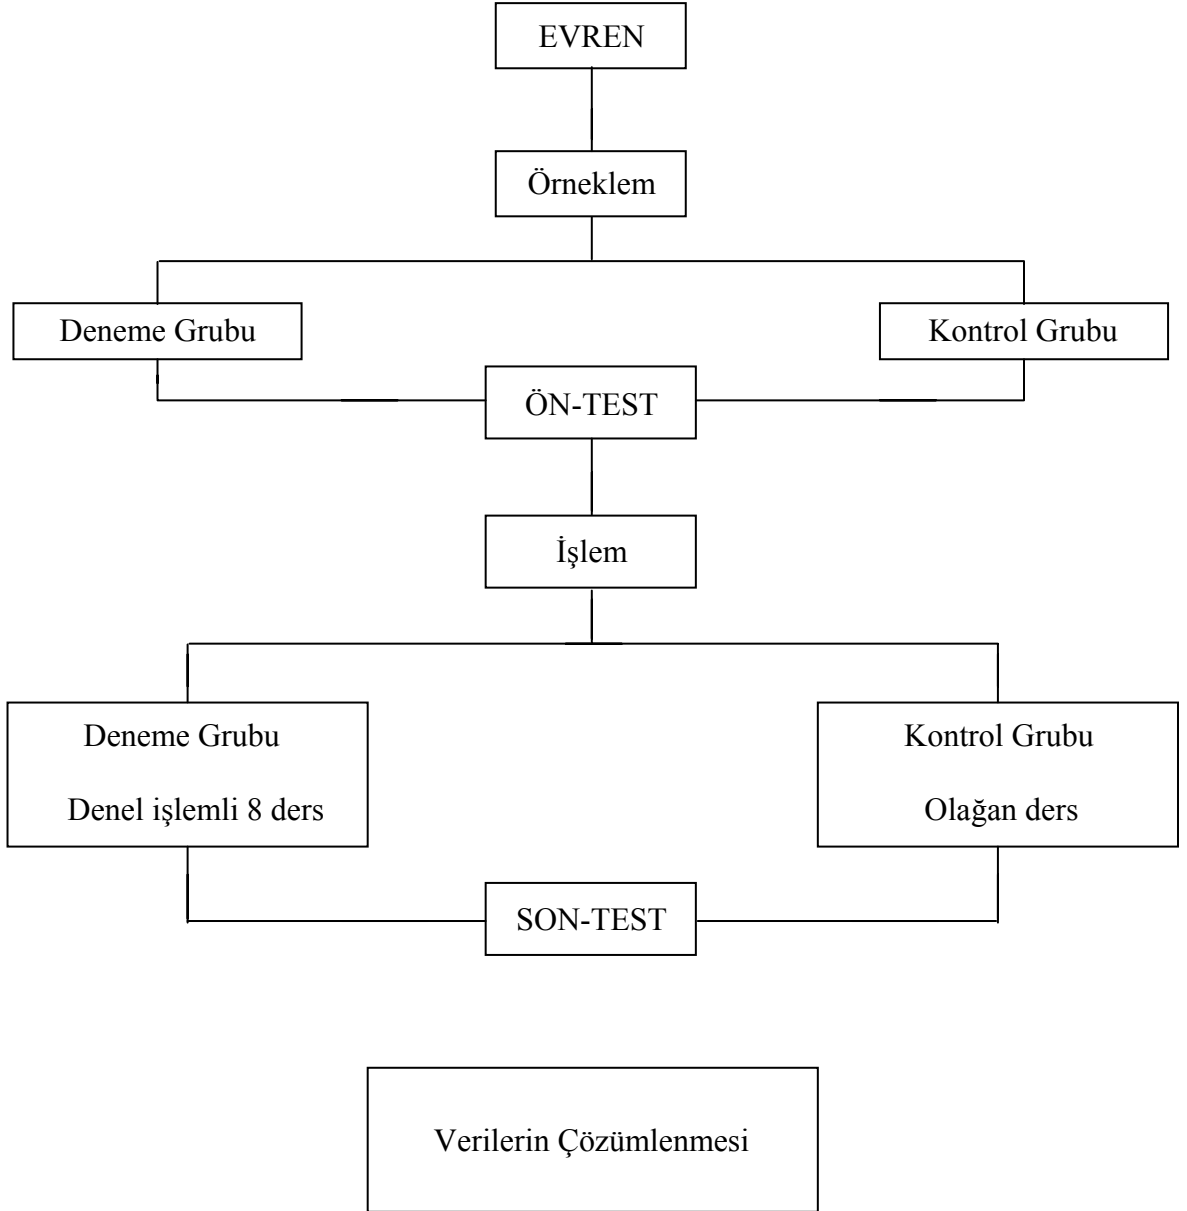 EVREN
Örneklem
Deneme Grubu
Kontrol Grubu
ÖN-TEST
İşlem
Deneme Grubu
Denel işlemli 8 ders
Kontrol Grubu
Olağan ders
SON-TEST
Verilerin Çözümlenmesi